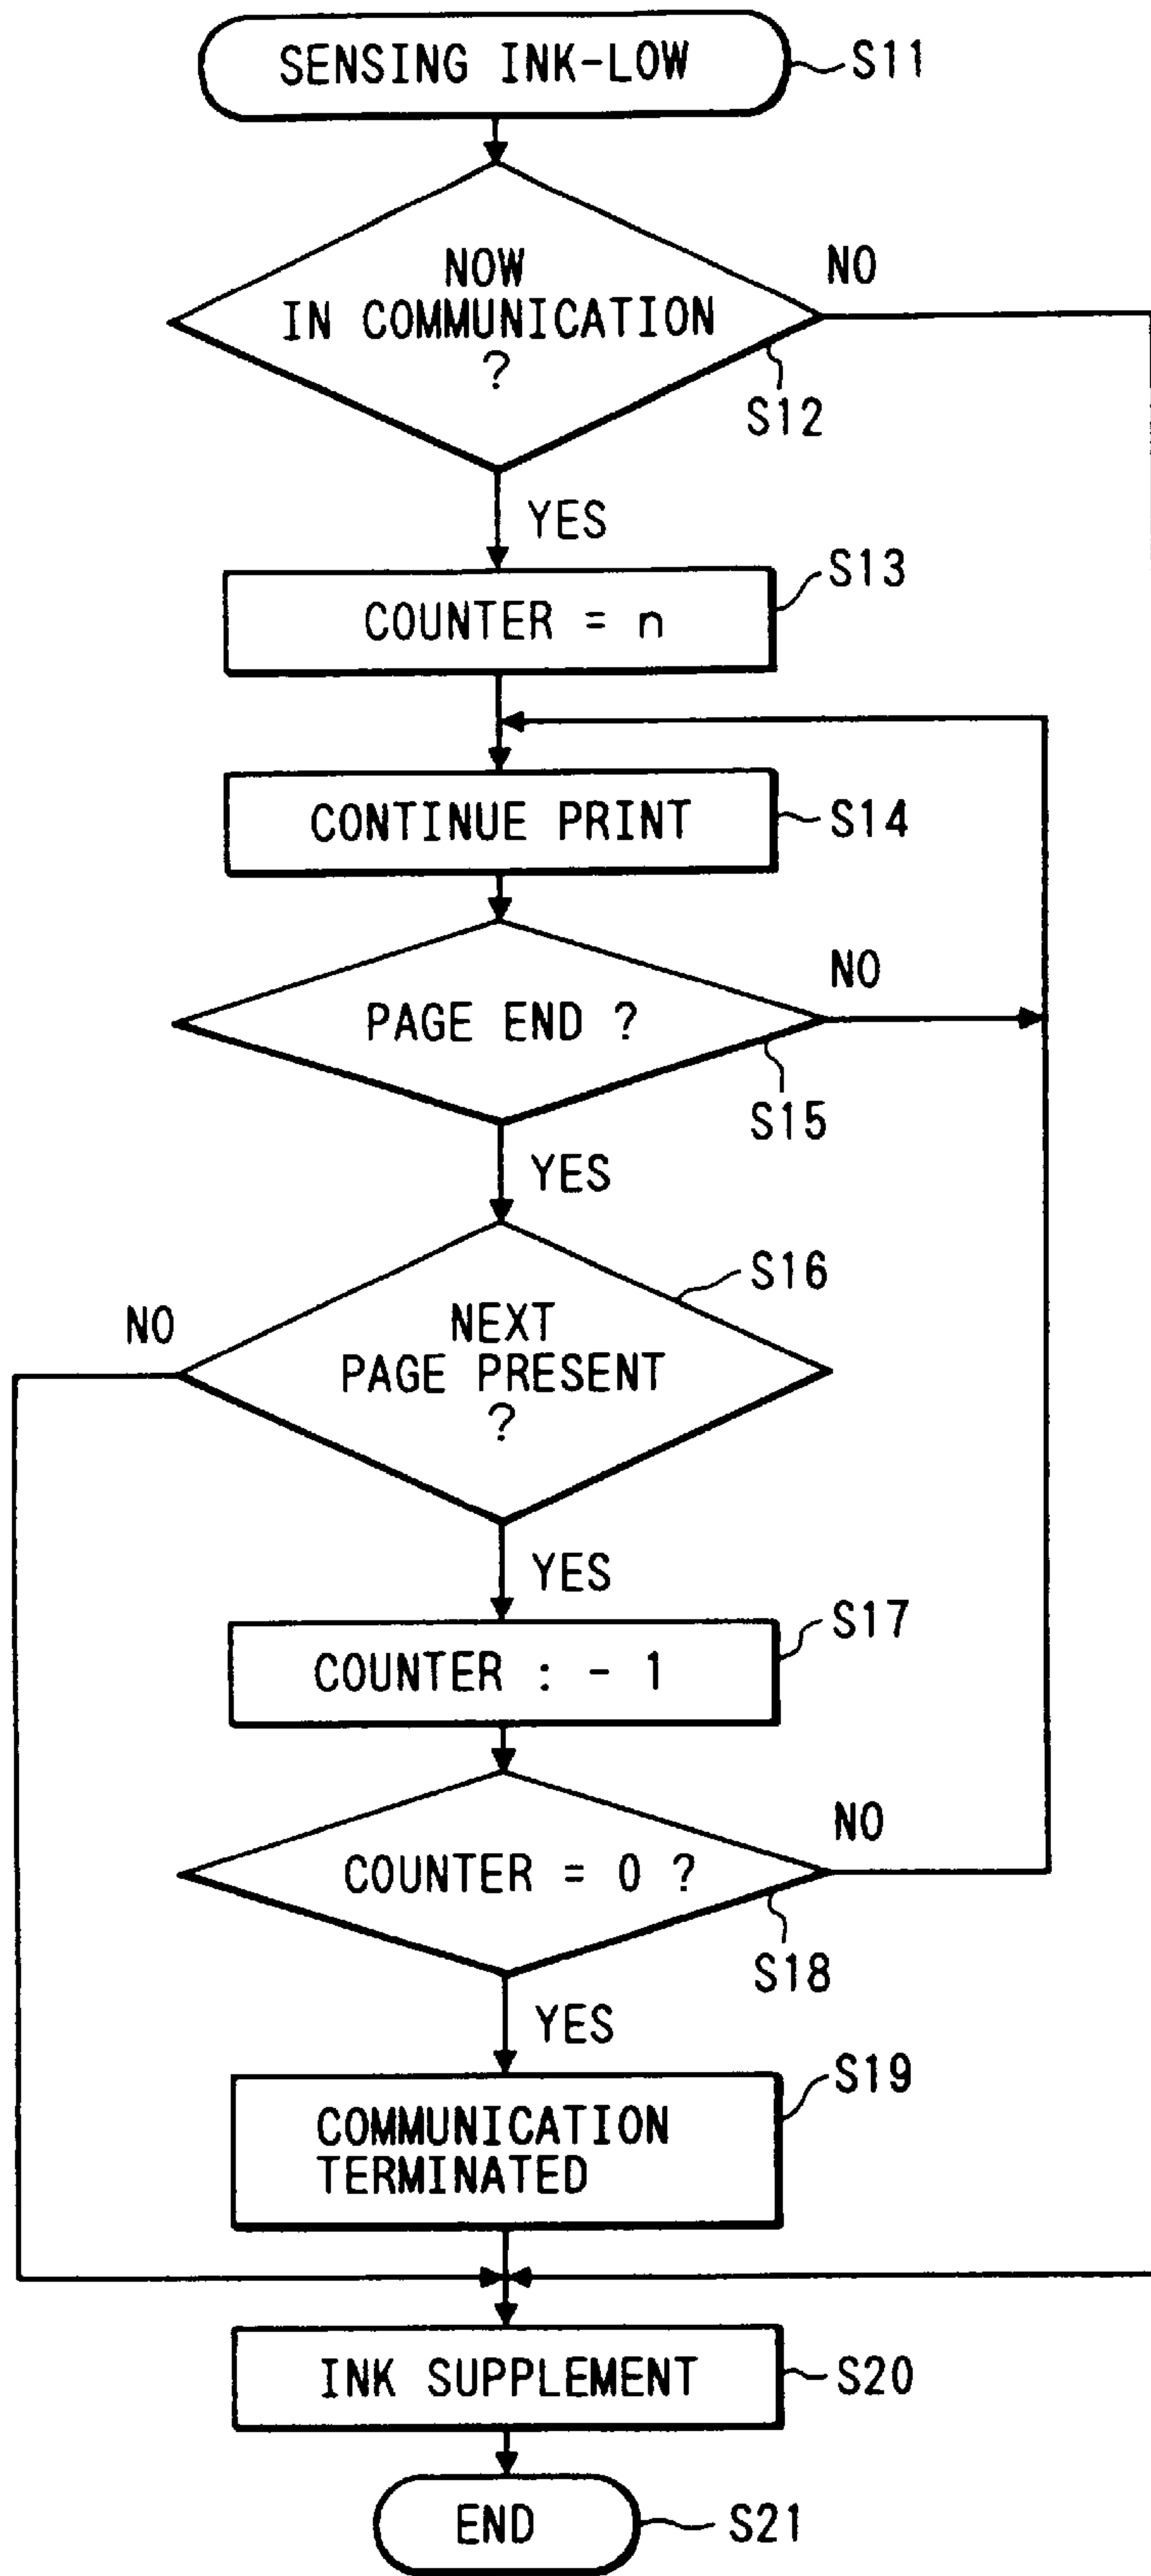 SENSING INK-LOW
S11
NOW
IN COMMUNICATION
?
NO
S12
YES
S13
COUNTER = n
CONTINUE PRINT
S14
NO
PAGE END ?
S15
YES
S16
NO
NEXT
PAGE PRESENT
?
YES
S17
COUNTER : - 1
NO
COUNTER = 0 ?
S18
YES
S19
COMMUNICATION
TERMINATED
INK SUPPLEMENT
S20
END
S21